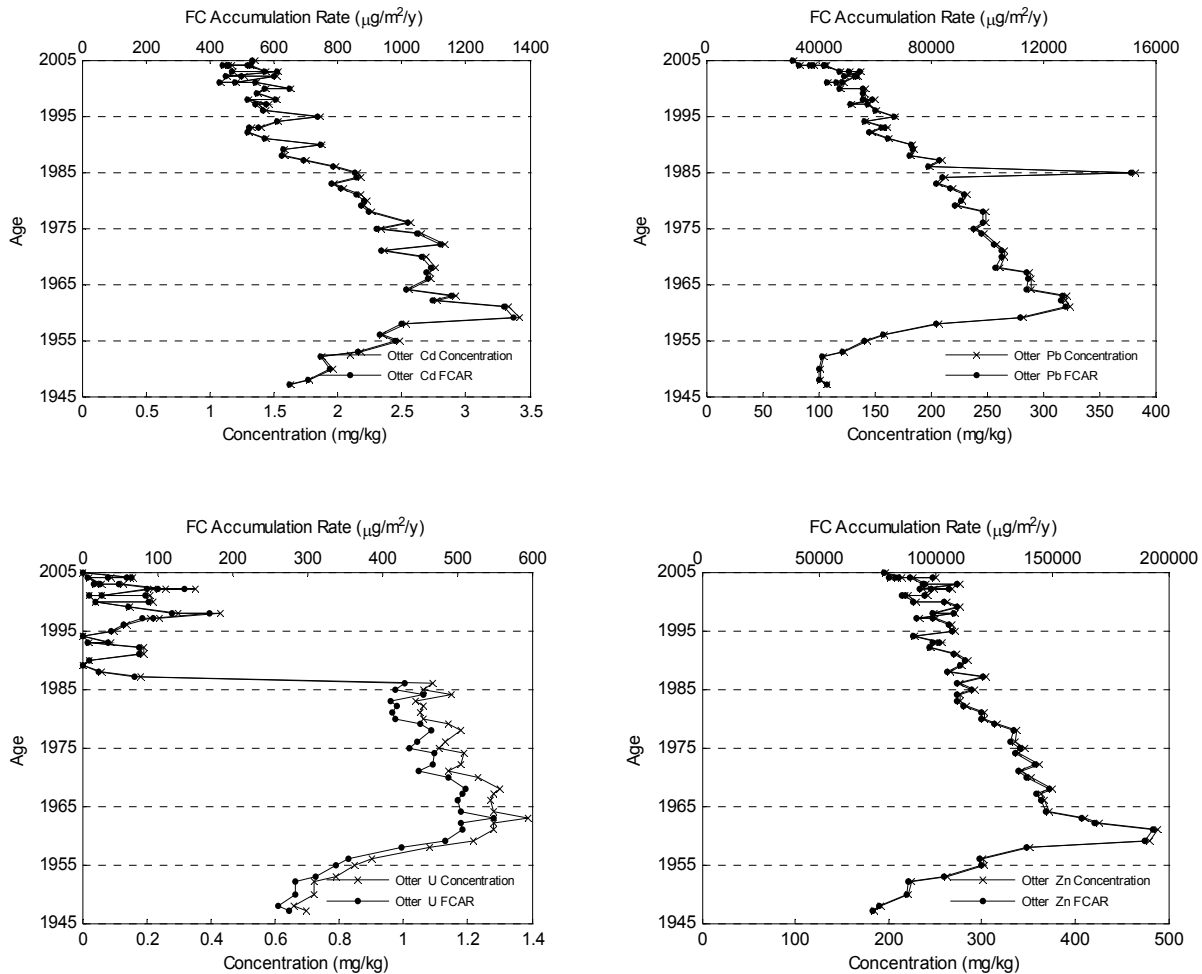 FC Accumulation Rate (μg/m²/y)
0 200 400 600 800 1000 1200 1400
2005
1995
1985
1975
1965
1955
1945
Age
Otter Cd Concentration
Otter Cd FCAR
0 0.5 1 1.5 2 2.5 3 3.5
Concentration (mg/kg)
FC Accumulation Rate (μg/m²/y)
0 40000 80000 12000 16000
2005
1995
1985
1975
1965
1955
1945
Age
Otter Pb Concentration
Otter Pb FCAR
0 50 100 150 200 250 300 350 400
Concentration (mg/kg)
FC Accumulation Rate (μg/m²/y)
0 100 200 300 400 500 600
2005
1995
1985
1975
1965
1955
1945
Age
Otter U Concentration
Otter U FCAR
0 0.2 0.4 0.6 0.8 1 1.2 1.4
Concentration (mg/kg)
FC Accumulation Rate (μg/m²/y)
0 50000 100000 150000 200000
2005
1995
1985
1975
1965
1955
1945
Age
Otter Zn Concentration
Otter Zn FCAR
0 100 200 300 400 500
Concentration (mg/kg)